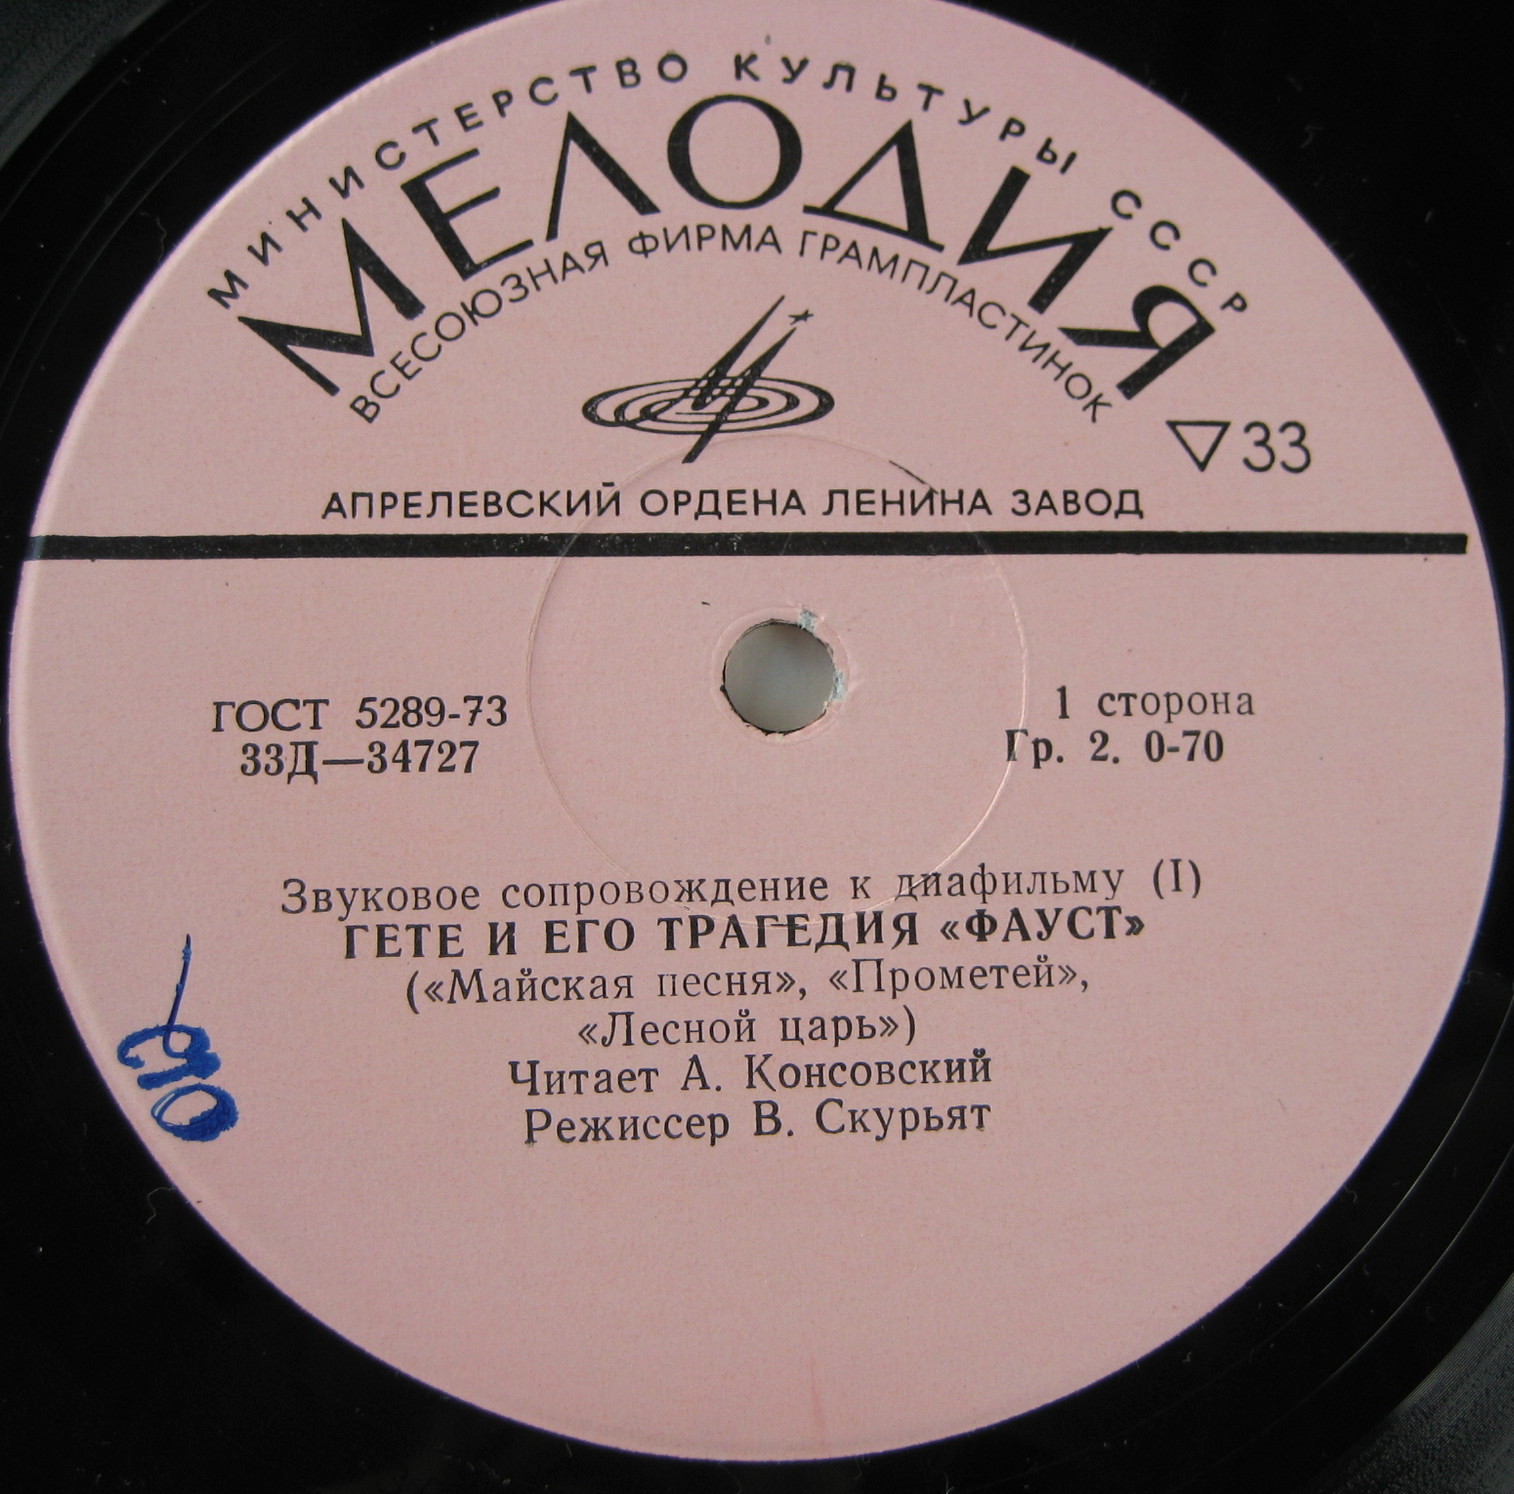 МИНИСТЕРСТВО КУЛЬТУРЫ СССР
МЕЛОДИЯ
ВСЕСОЮЗНАЯ ФИРМА ГРАМПЛАСТИНОК
33
АПРЕЛЕВСКИЙ ОРДЕНА ЛЕНИНА ЗАВОД
ГОСТ 5289-73
33Д—34727
1 сторона
Гр. 2. 0-70
Звуковое сопровождение к диафильму (I)
ГЕТЕ И ЕГО ТРАГЕДИЯ «ФАУСТ»
(«Майская песня», «Прометей»,
«Лесной царь»)
Читает А. Консовский
Режиссер В. Скурьят